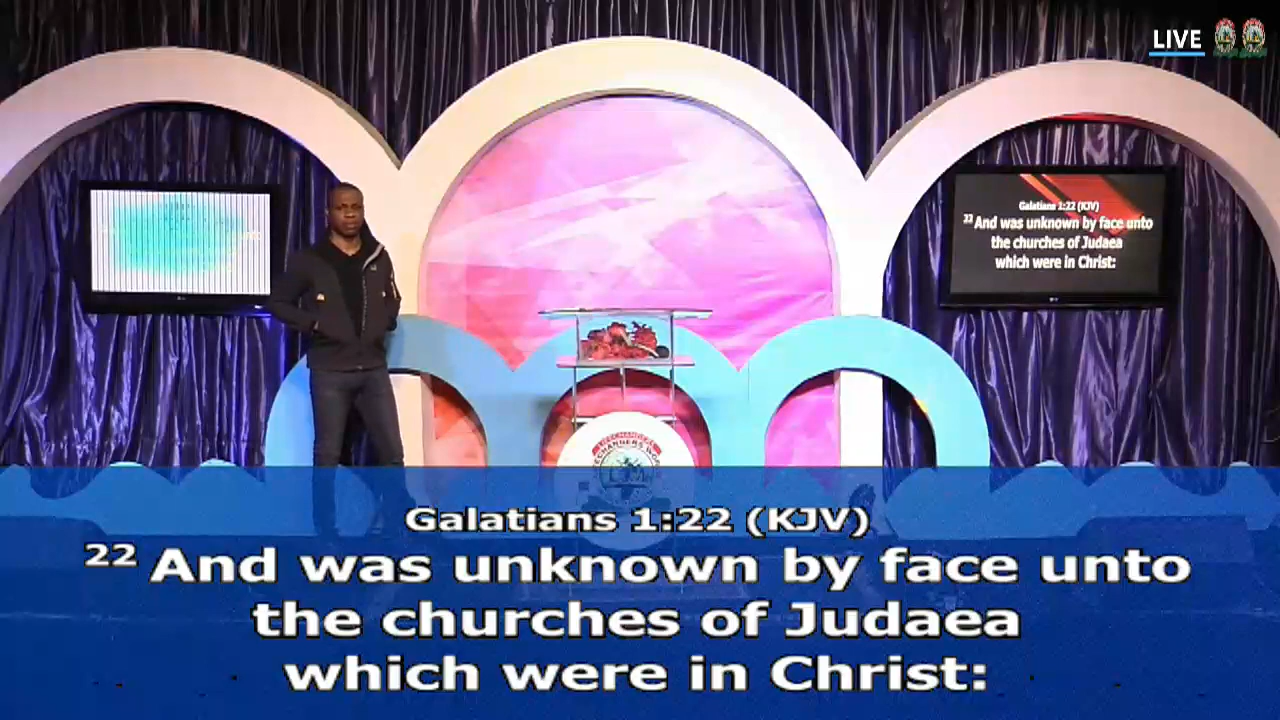 LIVE
Galatians 1:22 (KJV)
22 And was unknown by face unto
the churches of Judaea
which were in Christ:
Galatians 1:22 (KJV)
22 And was unknown by face unto
the churches of Judaea
which were in Christ: